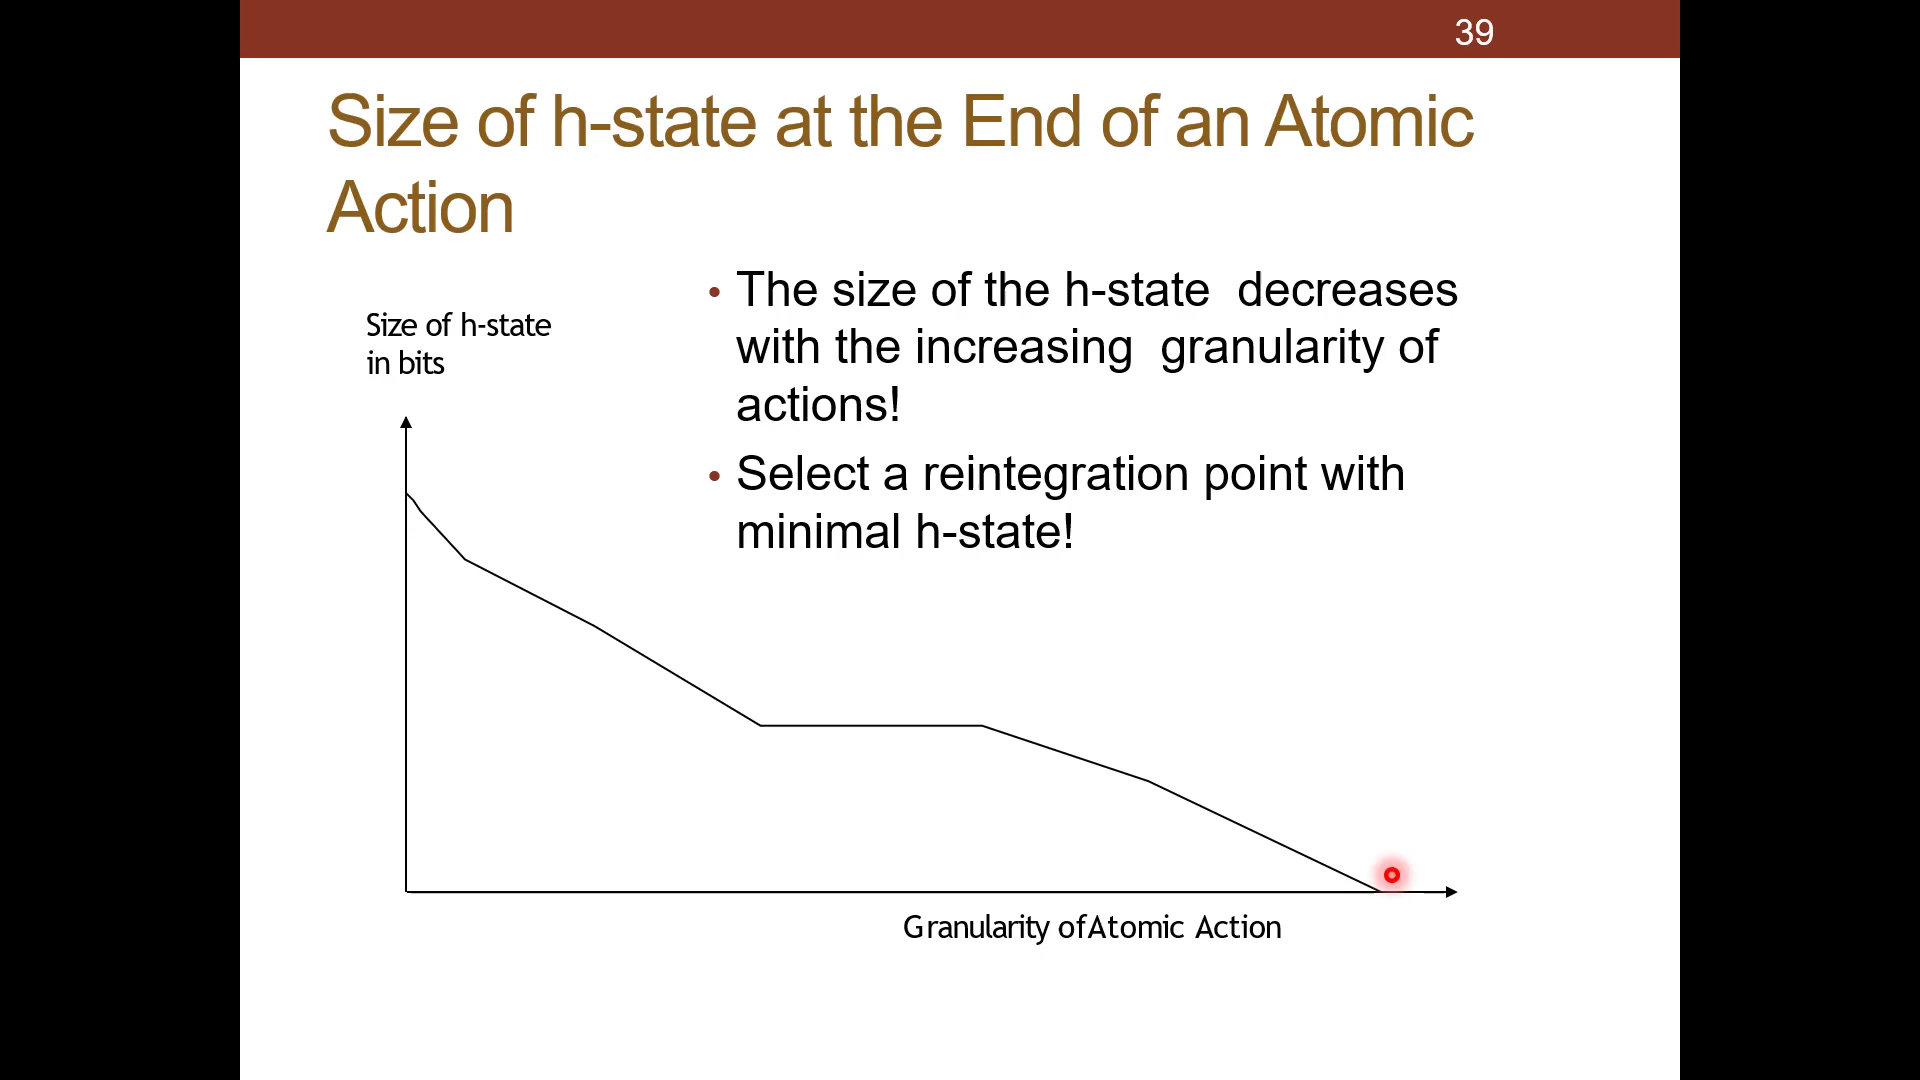 39
Size of h-state at the End of an Atomic
Action
• The size of the h-state decreases
with the increasing granularity of
actions!
• Select a reintegration point with
minimal h-state!
Size of h-state
in bits
Granularity of Atomic Action